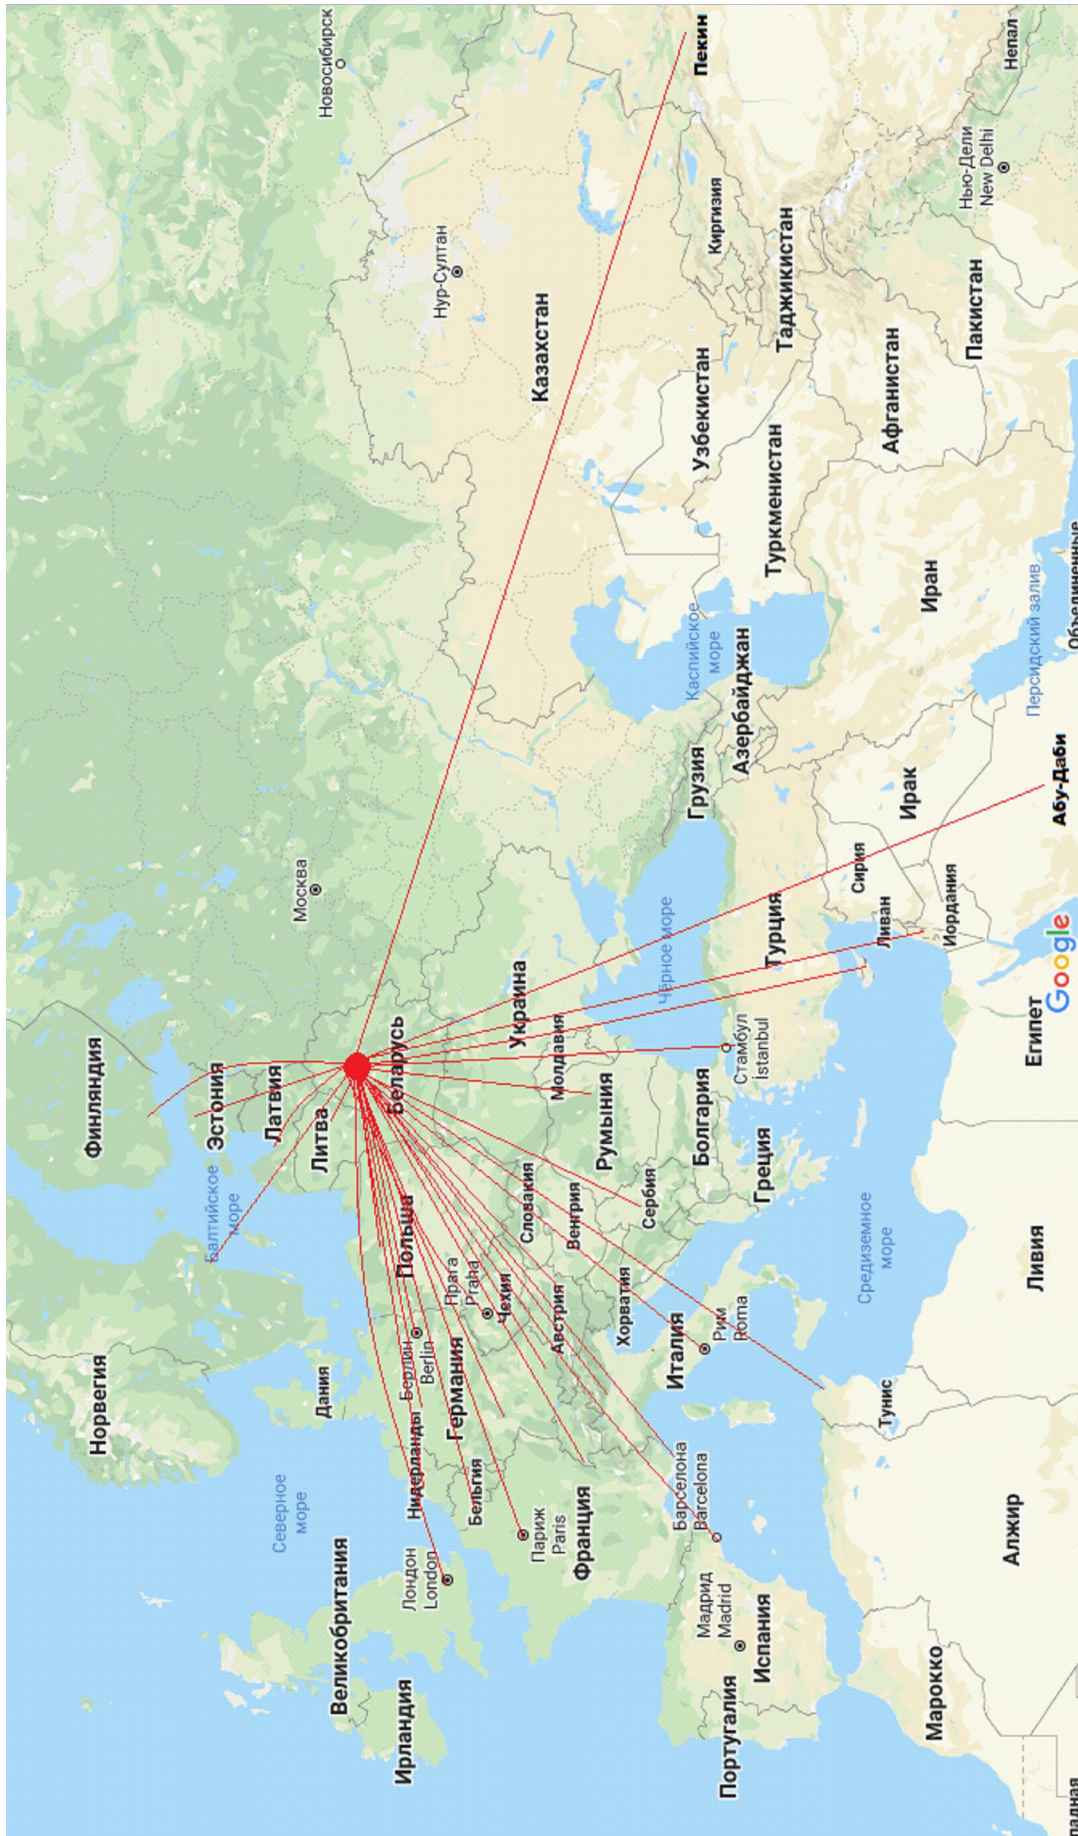 Норвегия
Финляндия
Эстония
Балтийское
море
Латвия
Литва
Москва
Новосибирск
Северное
море
Дания
Великобритания
Ирландия
Лондон
London
Нидерланды
Берлин
Berlin
Германия
Польша
Беларусь
Нур-Султан
Бельгия
Прага
Praha
Чехия
Париж
Paris
Франция
Словакия
Украина
Казахстан
Австрия
Венгрия
Молдавия
Хорватия
Румыния
Сербия
Италия
Барселона
Barcelona
Мадрид
Madrid
Испания
Португалия
Рим
Roma
Болгария
Чёрное море
Грузия
Каспийское
море
Узбекистан
Киргизия
Пекин
Стамбул
İstanbul
Греция
Турция
Азербайджан
Туркменистан
Таджикистан
Средиземное
море
Тунис
Ливан
Сирия
Ирак
Иран
Афганистан
Пакистан
Нью-Дели
New Delhi
Непал
Марокко
Алжир
Ливия
Египет
Иордания
Абу-Даби
Персидский залив
Объединенные
падная
Google